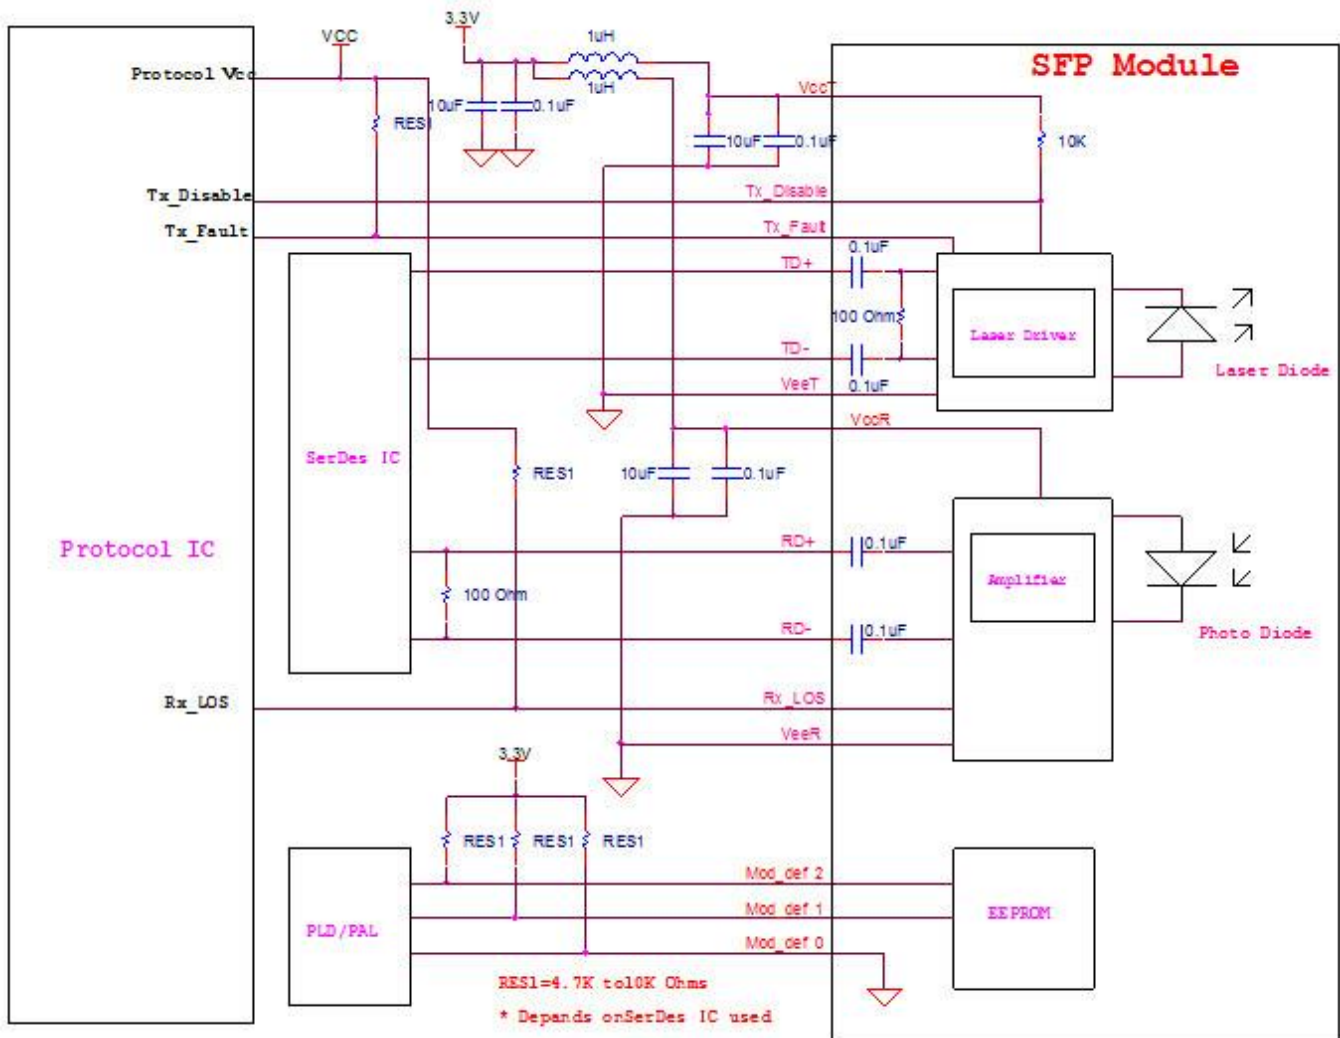 3.3V
VCC
1uH
SFP Module
Protocol Vcc
1uH
VccT
10uF
0.1uF
RES1
10uF
0.1uF
10K
Tx_Disable
Tx_Disable
Tx_Fault
Tx_Fault
0.1uF
TD+
100 Ohm
Laser Driver
TD-
Laser Diode
VeeT
0.1uF
VccR
SerDes IC
RES1
10uF
0.1uF
Protocol IC
RD+
0.1uF
Amplifier
100 Ohm
RD-
0.1uF
Photo Diode
Rx_LOS
Rx_LOS
VeeR
3.3V
RES1
RES1
RES1
Mod_def 2
Mod_def 1
EEPROM
PLD/PAL
Mod_def 0
RES1=4.7K to10K Ohms
* Depands onSerDes IC used